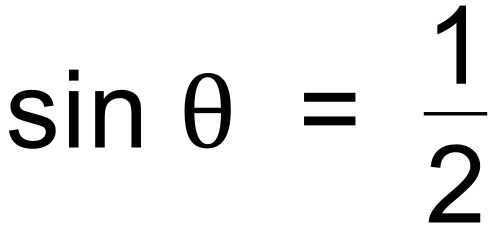 sin θ = 1/2